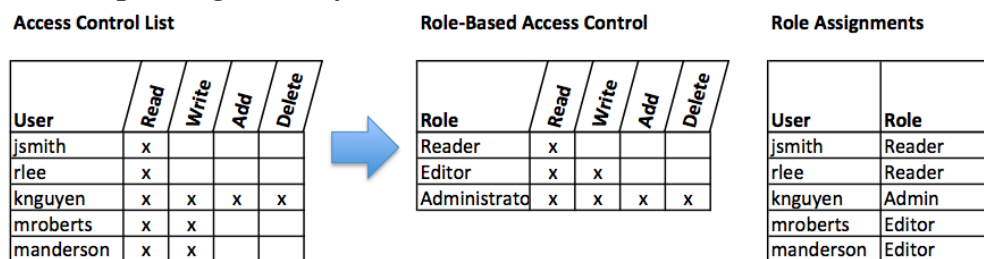 Access Control List
User Read Write Add Delete
jsmith x
rlee x
knguyen x x x x
mroberts x x
manderson x x
Role-Based Access Control
Role Read Write Add Delete
Reader x
Editor x x
Administrato x x x x
Role Assignments
User Role
jsmith Reader
rlee Reader
knguyen Admin
mroberts Editor
manderson Editor